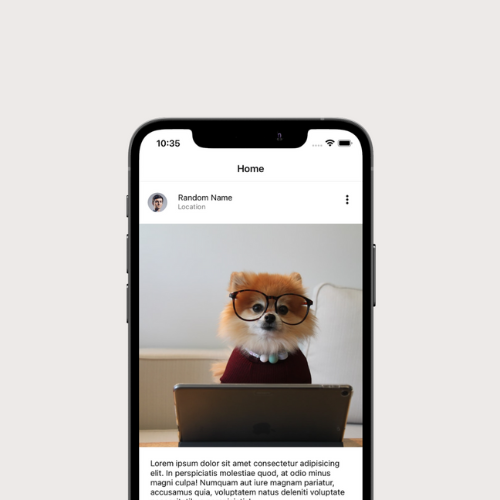 10:35
Home
Random Name
Location
Lorem ipsum dolor sit amet consectetur adipisicing
elit. In perspiciatis molestiae quod, at odio minus
magni culpa! Numquam aut iure magnam pariatur,
accusamus quia, voluptatem natus deleniti voluptate